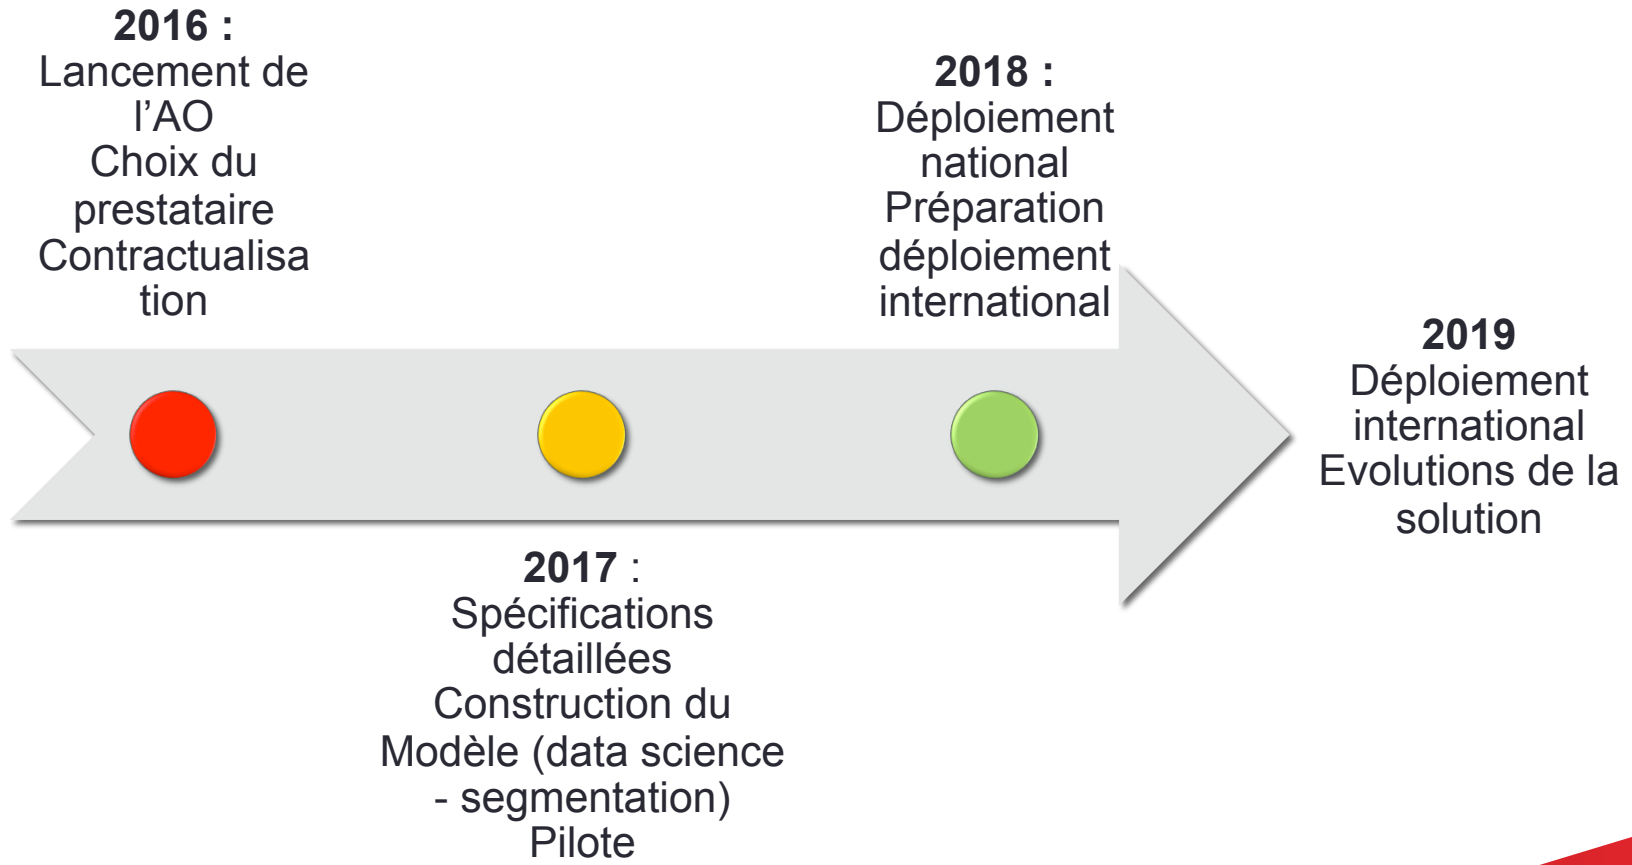 2016 :
Lancement de
l’AO
Choix du
prestataire
Contractualisa
tion
2017 :
Spécifications
détaillées
Construction du
Modèle (data science
- segmentation)
Pilote
2018 :
Déploiement
national
Préparation
déploiement
international
2019
Déploiement
international
Evolutions de la
solution